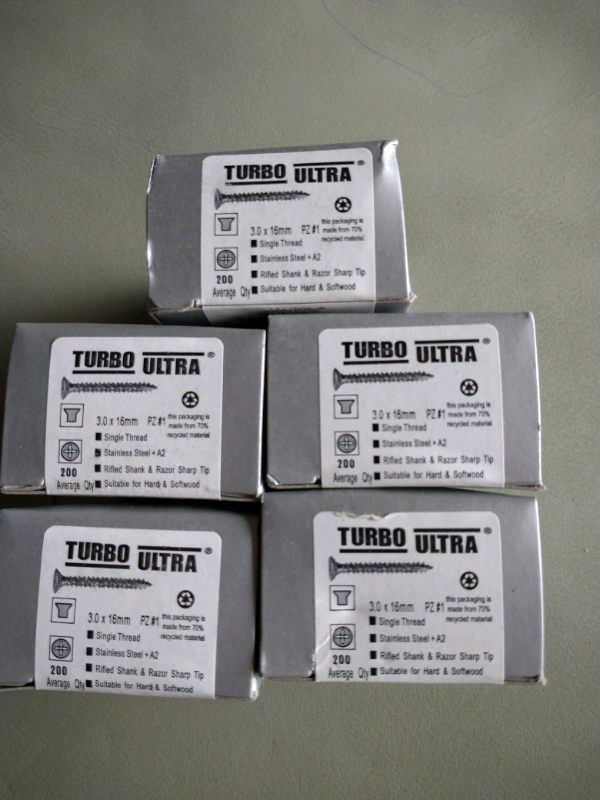 TURBO ULTRA®
this packaging is
made from 70%
recycled material
3.0 x 16mm PZ #1
Single Thread
Stainless Steel + A2
200 Rifled Shank & Razor Sharp Tip
Average Qty Suitable for Hard & Softwood
TURBO ULTRA®
this packaging is
made from 70%
recycled material
3.0 x 16mm PZ #1
Single Thread
Stainless Steel + A2
200 Rifled Shank & Razor Sharp Tip
Average Qty Suitable for Hard & Softwood
TURBO ULTRA®
this packaging is
made from 70%
recycled material
3.0 x 16mm PZ #1
Single Thread
Stainless Steel + A2
200 Rifled Shank & Razor Sharp Tip
Average Qty Suitable for Hard & Softwood
TURBO ULTRA®
this packaging is
made from 70%
recycled material
3.0 x 16mm PZ #1
Single Thread
Stainless Steel + A2
200 Rifled Shank & Razor Sharp Tip
Average Qty Suitable for Hard & Softwood
TURBO ULTRA®
this packaging is
made from 70%
recycled material
3.0 x 16mm PZ #1
Single Thread
Stainless Steel + A2
200 Rifled Shank & Razor Sharp Tip
Average Qty Suitable for Hard & Softwood